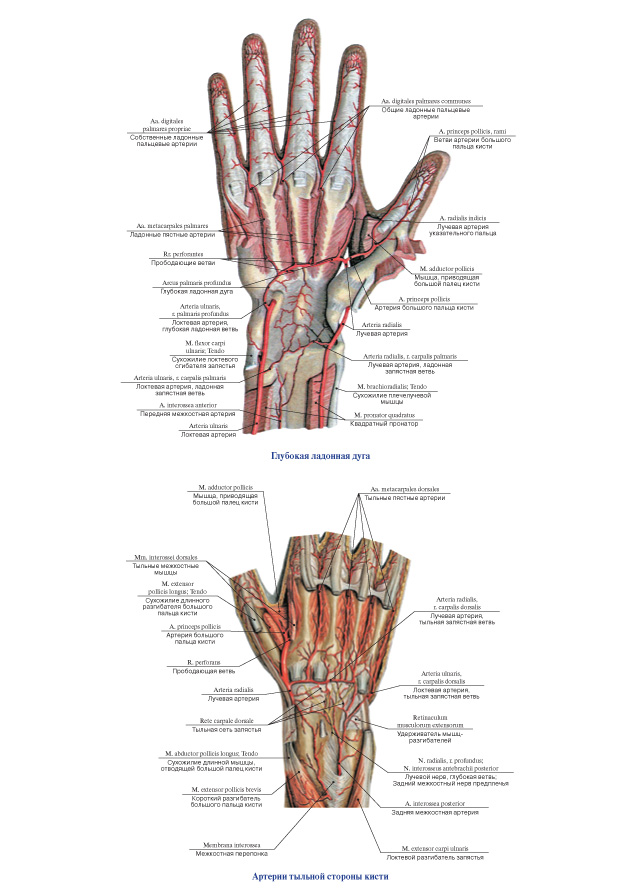 Aa. digitales
palmares propriae
Собственные ладонные
пальцевые артерии
Aa. digitales palmares communes
Общие ладонные пальцевые
артерии
A. princeps pollicis, rami
Ветви артерии большого
пальца кисти
Aa. metacarpales palmares
Ладонные пястные артерии
Rr. perforantes
Прободающие ветви
Arcus palmaris profundus
Глубокая ладонная дуга
Arteria ulnaris,
r. palmaris profundus
Локтевая артерия,
глубокая ладонная ветвь
M. flexor carpi
ulnaris; Tendo
Сухожилие локтевого
сгибателя запястья
Arteria ulnaris, r. carpalis palmaris
Локтевая артерия, ладонная
запястная ветвь
A. interossea anterior
Передняя межкостная артерия
Arteria ulnaris
Локтевая артерия
A. radialis indicis
Лучевая артерия
указательного пальца
M. adductor pollicis
Мышца, приводящая
большой палец кисти
A. princeps pollicis
Артерия большого пальца кисти
Arteria radialis
Лучевая артерия
Arteria radialis, r. carpalis palmaris
Лучевая артерия, ладонная
запястная ветвь
M. brachioradialis; Tendo
Сухожилие плечелучевой
мышцы
M. pronator quadratus
Квадратный пронатор
Глубокая ладонная дуга
M. adductor pollicis
Мышца, приводящая
большой палец кисти
Aa. metacarpales dorsales
Тыльные пястные артерии
Mm. interossei dorsales
Тыльные межкостные
мышцы
M. extensor
pollicis longus; Tendo
Сухожилие длинного
разгибателя большого
пальца кисти
A. princeps pollicis
Артерия большого
пальца кисти
R. perforans
Прободающая ветвь
Arteria radialis
Лучевая артерия
Rete carpale dorsale
Тыльная сеть запястья
M. abductor pollicis longus; Tendo
Сухожилие длинной мышцы,
отводящей большой палец кисти
M. extensor pollicis brevis
Короткий разгибатель
большого пальца кисти
Membrana interossea
Межкостная перепонка
Arteria radialis,
r. carpalis dorsalis
Лучевая артерия,
тыльная запястная ветвь
Arteria ulnaris,
r. carpalis dorsalis
Локтевая артерия,
тыльная запястная ветвь
Retinaculum
musculorum extensorum
Удерживатель мышц-
разгибателей
N. radialis, r. profundus;
N. interosseus antebrachii posterior
Лучевой нерв, глубокая ветвь;
Задний межкостный нерв предплечья
A. interossea posterior
Задняя межкостная артерия
M. extensor carpi ulnaris
Локтевой разгибатель запястья
Артерии тыльной стороны кисти